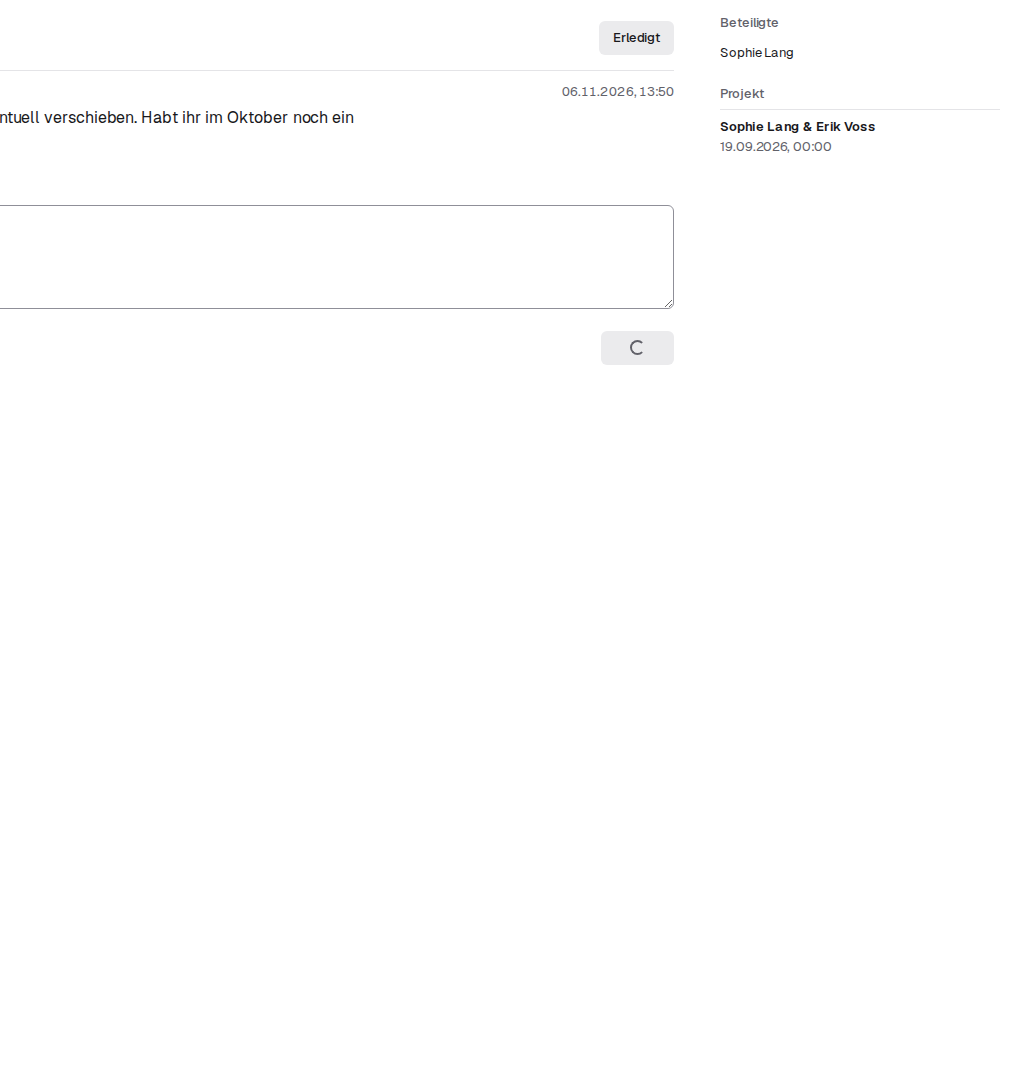 Erledigt
06.11.2026, 13:50
ntuell verschieben. Habt ihr im Oktober noch ein
Beteiligte
Sophie Lang
Projekt
Sophie Lang & Erik Voss
19.09.2026, 00:00